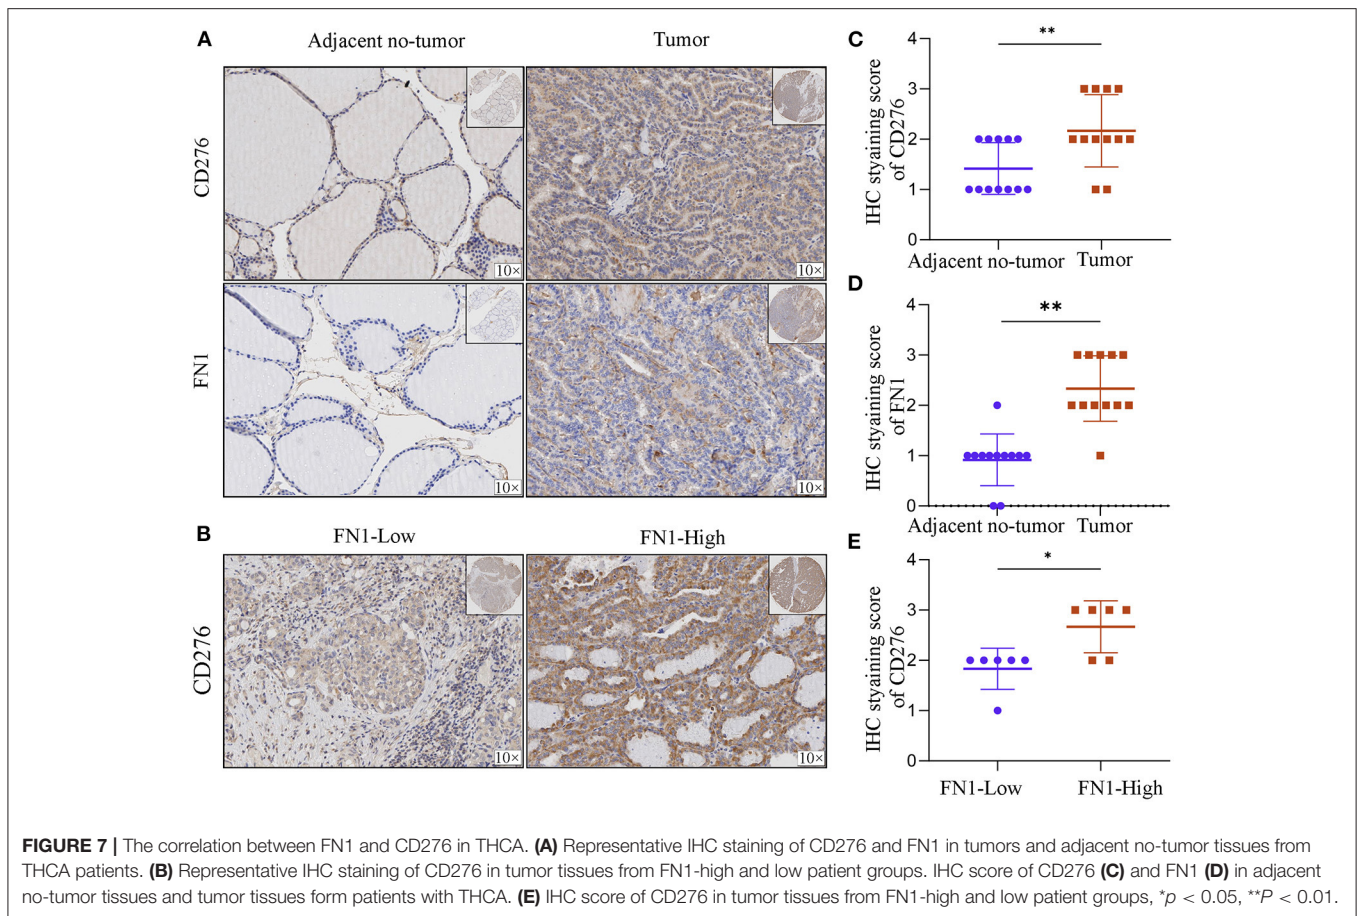 A
Adjacent no-tumor
Tumor
CD276
10×
10×
FN1
10×
10×
B
FN1-Low
FN1-High
CD276
10×
10×
C
IHC styaining score
of CD276
4
3
2
1
0
**
Adjacent no-tumor
Tumor
D
IHC styaining score
of FN1
4
3
2
1
0
**
Adjacent no-tumor
Tumor
E
IHC styaining score
of CD276
4
3
2
1
0
*
FN1-Low
FN1-High
FIGURE 7 | The correlation between FN1 and CD276 in THCA. (A) Representative IHC staining of CD276 and FN1 in tumors and adjacent no-tumor tissues from
THCA patients. (B) Representative IHC staining of CD276 in tumor tissues from FN1-high and low patient groups. IHC score of CD276 (C) and FN1 (D) in adjacent
no-tumor tissues and tumor tissues form patients with THCA. (E) IHC score of CD276 in tumor tissues from FN1-high and low patient groups, *p < 0.05, **P < 0.01.